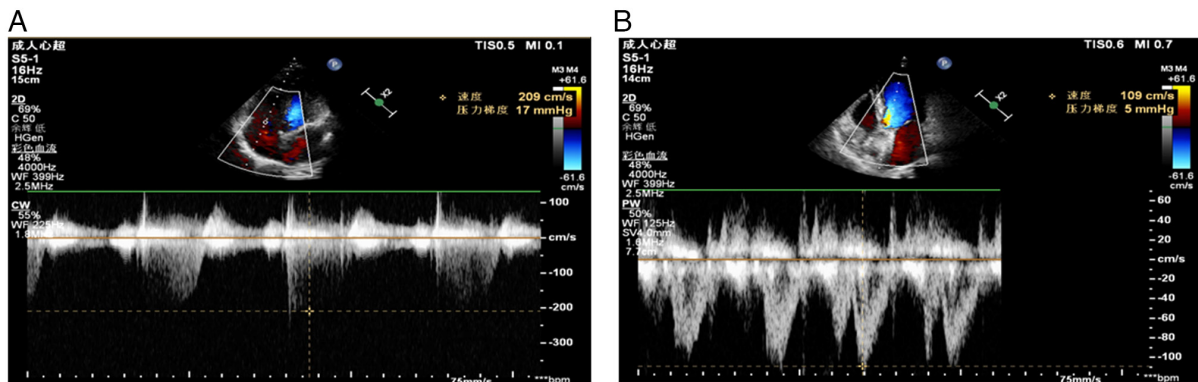 A
成人心超
TIS0.5 MI 0.1
S5-1
16Hz
15cm
2D
69%
C 50
余辉 低
HGen
彩色血流
48%
4000Hz
WF 399Hz
2.5MHz
CW
55%
WF 225Hz
1.8MHz
P
X2
速度 209 cm/s
压力梯度 17 mmHg
M3 M4
+61.6
-61.6
cm/s
100
cm/s
-100
-200
-300
75mm/s
***bpm
B
成人心超
TIS0.6 MI 0.7
S5-1
16Hz
14cm
2D
69%
C 50
余辉 低
HGen
彩色血流
48%
4000Hz
WF 399Hz
2.5MHz
PW
50%
WF 125Hz
SV4.0mm
1.6MHz
7.7cm
P
X2
速度 109 cm/s
压力梯度 5 mmHg
M3 M4
+61.6
-61.6
cm/s
60
40
20
cm/s
-20
-40
-60
-80
-100
75mm/s
***bpm